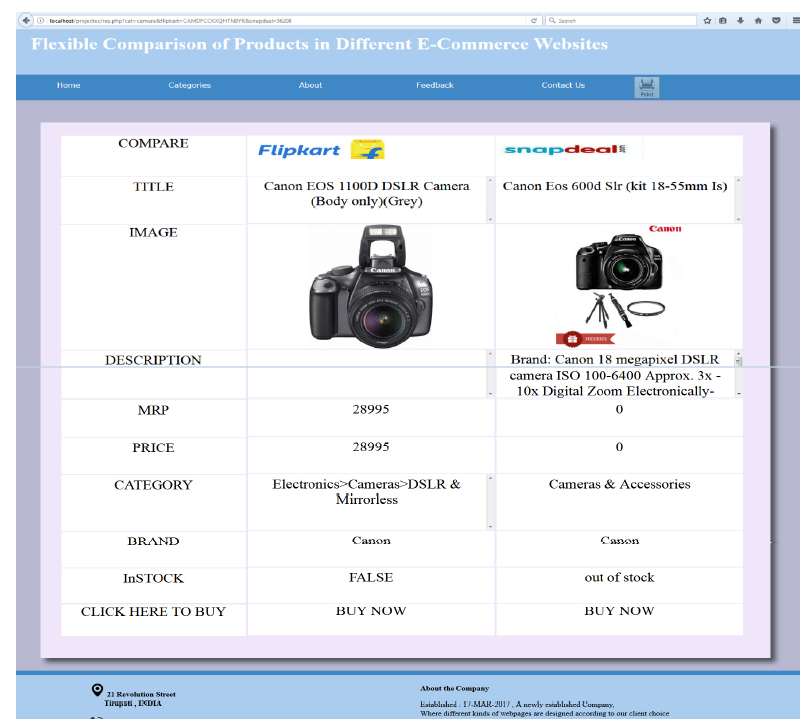 localhost/projectec/res.php?cat=camera&flipkart=CAMDFCCKXQHTNBYR&snapdeal=36208
Search
Flexible Comparison of Products in Different E-Commerce Websites
Home Categories About Feedback Contact Us Print
COMPARE Flipkart snapdeal
TITLE Canon EOS 1100D DSLR Camera (Body only)(Grey) Canon Eos 600d Slr (kit 18-55mm Is)
IMAGE Canon
Canon
Canon
FREEBIES
DESCRIPTION Brand: Canon 18 megapixel DSLR
camera ISO 100-6400 Approx. 3x -
10x Digital Zoom Electronically-
MRP 28995 0
PRICE 28995 0
CATEGORY Electronics>Cameras>DSLR & Mirrorless Cameras & Accessories
BRAND Canon Canon
InSTOCK FALSE out of stock
CLICK HERE TO BUY BUY NOW BUY NOW
21 Revolution Street
Tirupati , INDIA
About the Company
Established : 17-MAR-2017 , A newly established Company,
Where different kinds of webpages are designed according to our client choice